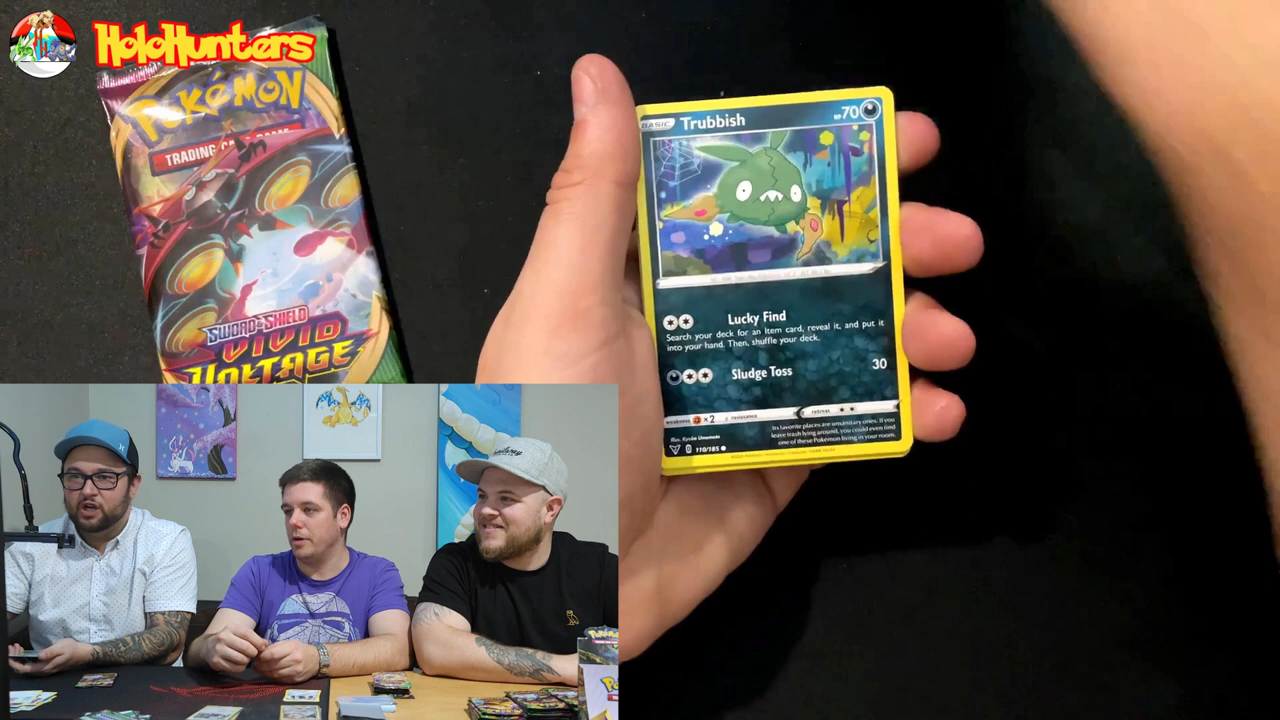 HoloHunters
POKéMON
TRADING CARD GAME
SWORD & SHIELD
VIVID
VOLTAGE
BASIC Trubbish HP70
Lucky Find
Search your deck for an Item card, reveal it, and put it
into your hand. Then, shuffle your deck.
Sludge Toss 30
weakness ×2 resistance retreat
Illus. Kyoko Umemoto
Its favorite places are unsanitary ones. If you
leave trash lying around, you could even find
one of these Pokémon living in your room.
110/185